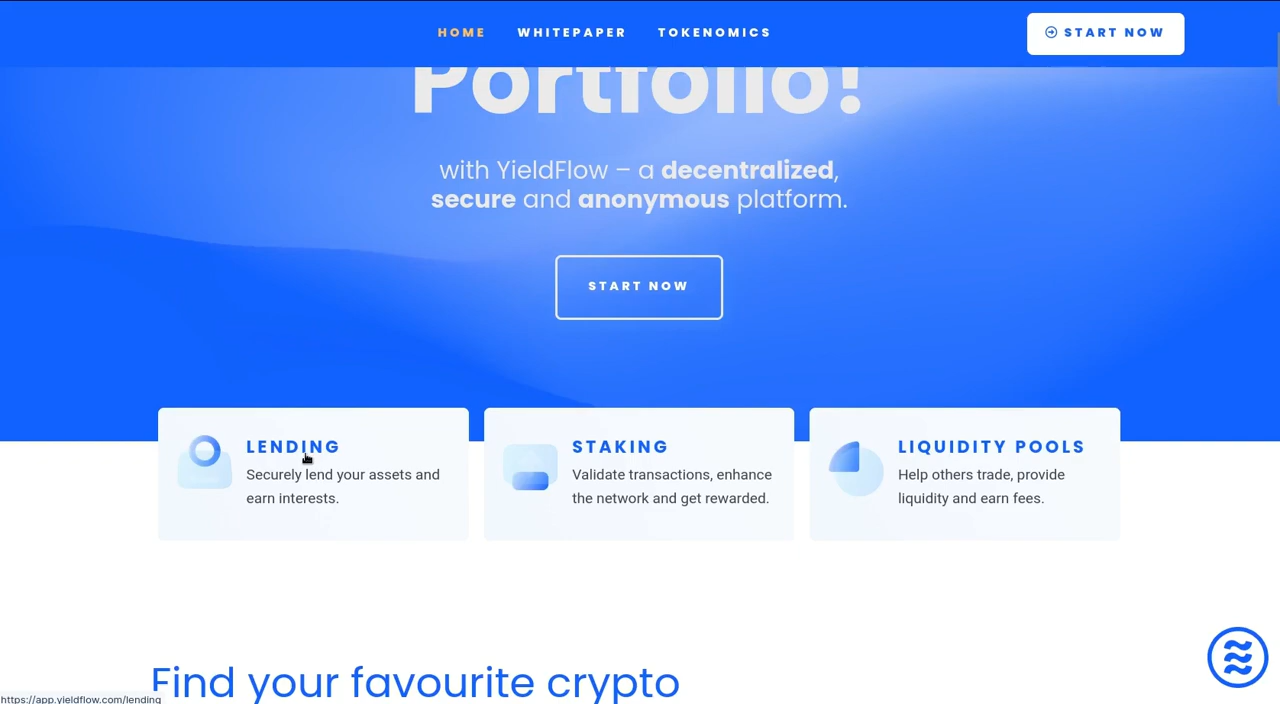 HOME WHITEPAPER TOKENOMICS START NOW
Portfolio!
with YieldFlow – a decentralized,
secure and anonymous platform.
START NOW
LENDING
Securely lend your assets and
earn interests.
STAKING
Validate transactions, enhance
the network and get rewarded.
LIQUIDITY POOLS
Help others trade, provide
liquidity and earn fees.
Find your favourite crypto
https://app.yieldflow.com/lending